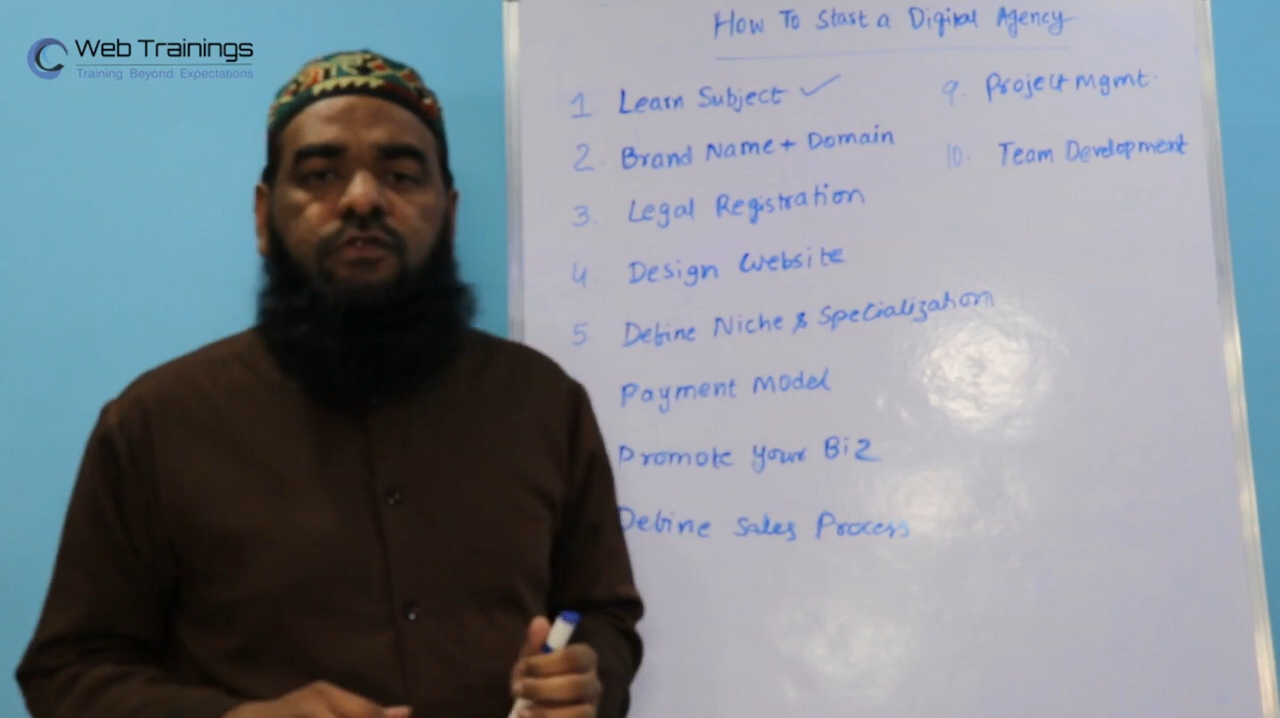 Web Trainings
Training Beyond Expectations
How To Start a Digital Agency
1. Learn Subject ✓
2. Brand Name + Domain
3. Legal Registration
4 Design Website
5 Define Niche & Specialization
Payment Model
Promote Your Biz
Define Sales Process
9. Project Mgmt.
10. Team Development